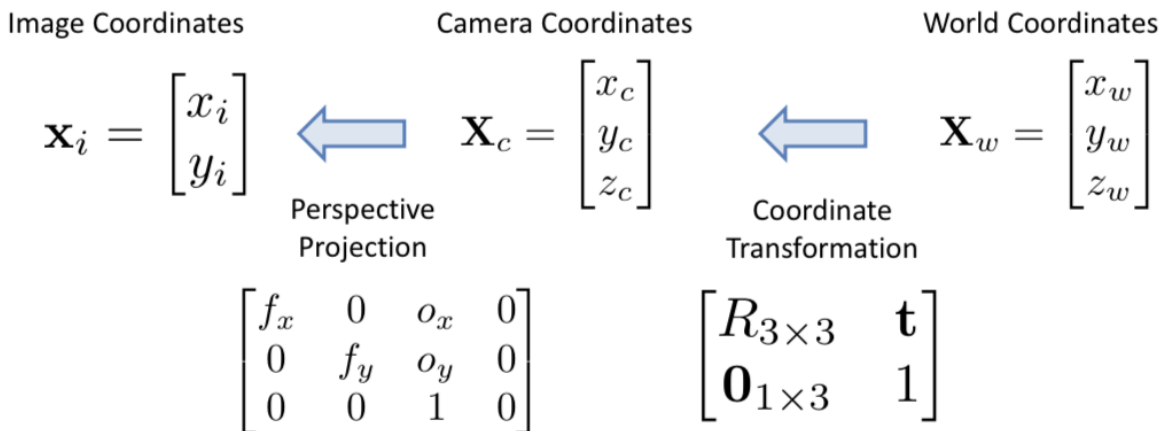 Image Coordinates Camera Coordinates World Coordinates
𝐱ᵢ = [xᵢ yᵢ] 𝐗_c = [x_c y_c z_c] 𝐗_w = [x_w y_w z_w]
Perspective Coordinate
Projection Transformation
[f_x 0 o_x 0 [R₃ₓ₃ 𝐭
0 f_y o_y 0 𝟎₁ₓ₃ 1]
0 0 1 0]